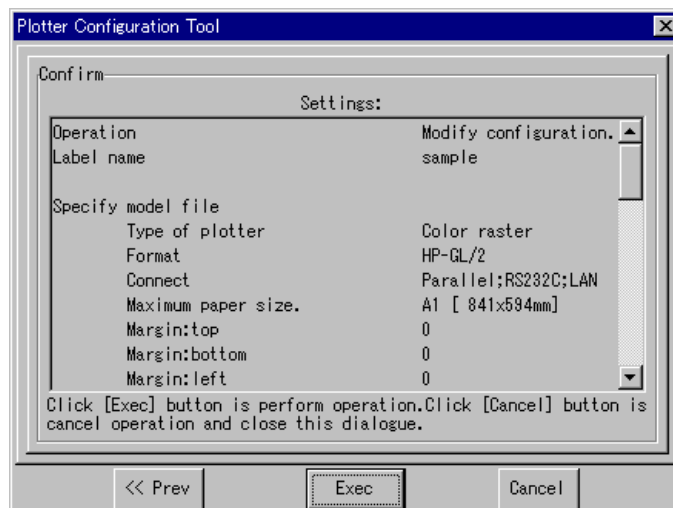 Plotter Configuration Tool
Confirm
Settings:
Operation Modify configuration.
Label name sample
Specify model file
Type of plotter Color raster
Format HP-GL/2
Connect Parallel;RS232C;LAN
Maximum paper size. A1 [ 841x594mm]
Margin:top 0
Margin:bottom 0
Margin:left 0
Click [Exec] button is perform operation.Click [Cancel] button is
cancel operation and close this dialogue.
<< Prev Exec Cancel